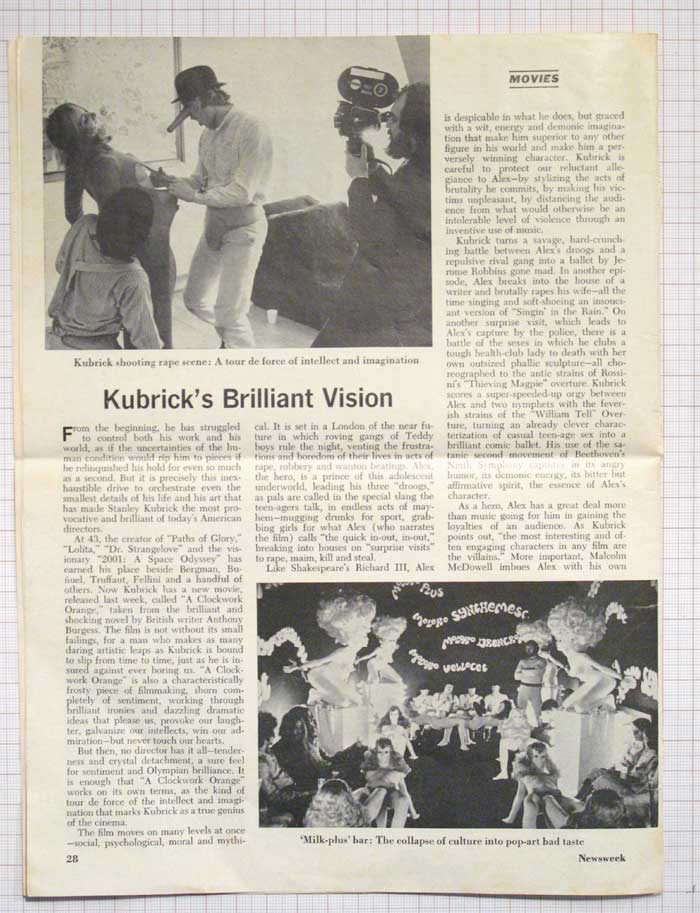 MOVIES
Kubrick shooting rape scene: A tour de force of intellect and imagination
Kubrick's Brilliant Vision
From the beginning, he has struggled
to control both his work and his
world, as if the uncertainties of the hu-
man condition would rip him to pieces if
he relinquished his hold for even so much
as a second. But it is precisely this inex-
haustible drive to orchestrate even the
smallest details of his life and his art that
has made Stanley Kubrick the most pro-
vocative and brilliant of today's American
directors.
At 43, the creator of "Paths of Glory,"
"Lolita," "Dr. Strangelove" and the vis-
ionary "2001: A Space Odyssey" has
earned his place beside Bergman, Bu-
ñuel, Truffaut, Fellini and a handful of
others. Now Kubrick has a new movie,
released last week, called "A Clockwork
Orange," taken from the brilliant and
shocking novel by British writer Anthony
Burgess. The film is not without its small
failings, for a man who makes as many
daring artistic leaps as Kubrick is bound
to slip from time to time, just as he is in-
sured against ever boring us. "A Clock-
work Orange" is also a characteristically
frosty piece of filmmaking, shorn com-
pletely of sentiment, working through
brilliant ironies and dazzling dramatic
ideas that please us, provoke our laugh-
ter, galvanize our intellects, win our ad-
miration—but never touch our hearts.
But then, no director has it all—tender-
ness and crystal detachment, a sure feel
for sentiment and Olympian brilliance. It
is enough that "A Clockwork Orange"
works on its own terms, as the kind of
tour de force of the intellect and imagi-
nation that marks Kubrick as a true genius
of the cinema.
The film moves on many levels at once
—social, psychological, moral and mythi-
cal. It is set in a London of the near fu-
ture in which roving gangs of Teddy
boys rule the night, venting the frustra-
tions and boredom of their lives in acts of
rape, robbery and wanton beatings. Alex,
the hero, is a prince of this adolescent
underworld, leading his three "droogs,"
as pals are called in the special slang the
teen-agers talk, in endless acts of may-
hem—mugging drunks for sport, grab-
bing girls for what Alex (who narrates
the film) calls "the quick in-out, in-out,"
breaking into houses on "surprise visits"
to rape, maim, kill and steal.
Like Shakespeare's Richard III, Alex
is despicable in what he does, but graced
with a wit, energy and demonic imagina-
tion that make him superior to any other
figure in his world and make him a per-
versely winning character. Kubrick is
careful to protect our reluctant alle-
giance to Alex—by stylizing the acts of
brutality he commits, by making his vic-
tims unpleasant, by distancing the audi-
ence from what would otherwise be an
intolerable level of violence through an
inventive use of music.
Kubrick turns a savage, hard-crunch-
ing battle between Alex's droogs and a
repulsive rival gang into a ballet by Je-
rome Robbins gone mad. In another epi-
sode, Alex breaks into the house of a
writer and brutally rapes his wife—all the
time singing and soft-shoeing an insouci-
ant version of "Singin' in the Rain." On
another surprise visit, which leads to
Alex's capture by the police, there is a
battle of the sexes in which he clubs a
tough health-club lady to death with her
own outsized phallic sculpture—all cho-
reographed to the antic strains of Rossi-
ni's "Thieving Magpie" overture. Kubrick
scores a super-speeded-up orgy between
Alex and two nymphets with the fever-
ish strains of the "William Tell" Over-
ture, turning an already clever charac-
terization of casual teen-age sex into a
brilliant comic ballet. His use of the sa-
tanic second movement of Beethoven's
Ninth Symphony captures in its angry
humor, its demonic energy, its bitter but
affirmative spirit, the essence of Alex's
character.
As a hero, Alex has a great deal more
than music going for him in gaining the
loyalties of an audience. As Kubrick
points out, "the most interesting and of-
ten engaging characters in any film are
the villains." More important, Malcolm
McDowell imbues Alex with his own
MOLOKO PLUS
MOLOKO SYNTHEMESC
MOLOKO DRENCROM
MOLOKO VELLOCET
'Milk-plus' bar: The collapse of culture into pop-art bad taste
28
Newsweek